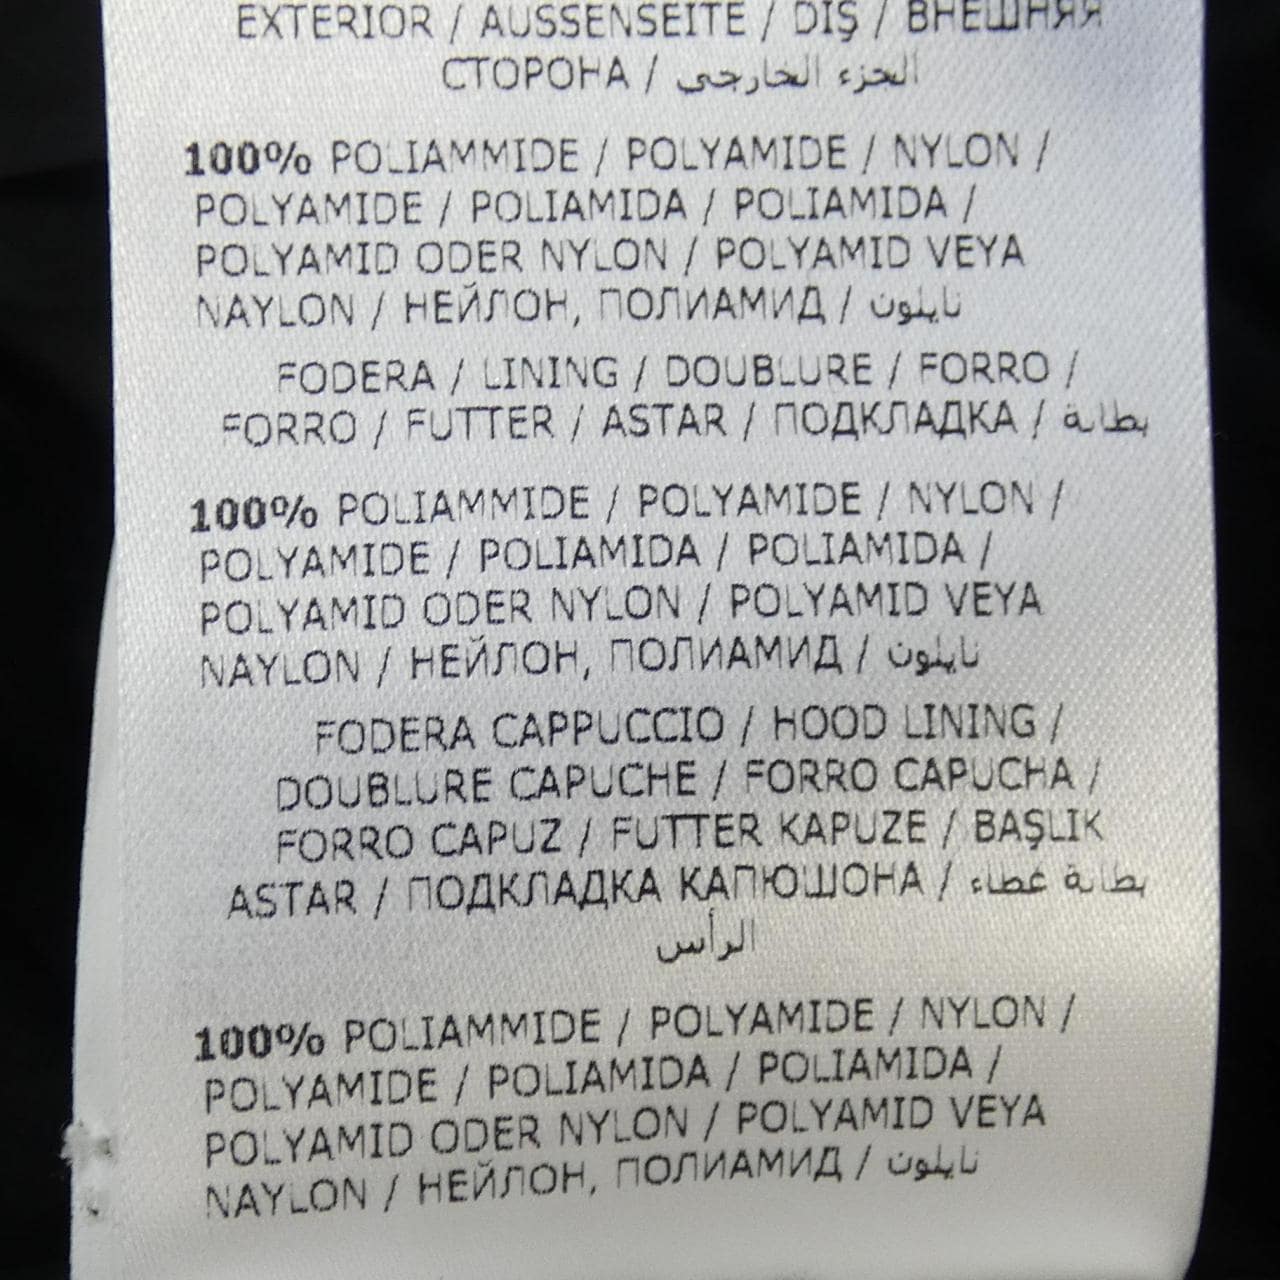 EXTERIOR / AUSSENSEITE / DIŞ / ВНЕШНЯЯ
СТОРОНА / الجزء الخارجي
100% POLIAMMIDE / POLYAMIDE / NYLON /
POLYAMIDE / POLIAMIDA / POLIAMIDA /
POLYAMID ODER NYLON / POLYAMID VEYA
NAYLON / НЕЙЛОН, ПОЛИАМИД / نايلون
FODERA / LINING / DOUBLURE / FORRO /
FORRO / FUTTER / ASTAR / ПОДКЛАДКА / بطانة
100% POLIAMMIDE / POLYAMIDE / NYLON /
POLYAMIDE / POLIAMIDA / POLIAMIDA /
POLYAMID ODER NYLON / POLYAMID VEYA
NAYLON / НЕЙЛОН, ПОЛИАМИД / نايلون
FODERA CAPPUCCIO / HOOD LINING /
DOUBLURE CAPUCHE / FORRO CAPUCHA /
FORRO CAPUZ / FUTTER KAPUZE / BAŞLIK
ASTAR / ПОДКЛАДКА КАПЮШОНА / بطانة غطاء
الرأس
100% POLIAMMIDE / POLYAMIDE / NYLON /
POLYAMIDE / POLIAMIDA / POLIAMIDA /
POLYAMID ODER NYLON / POLYAMID VEYA
NAYLON / НЕЙЛОН, ПОЛИАМИД / نايلون